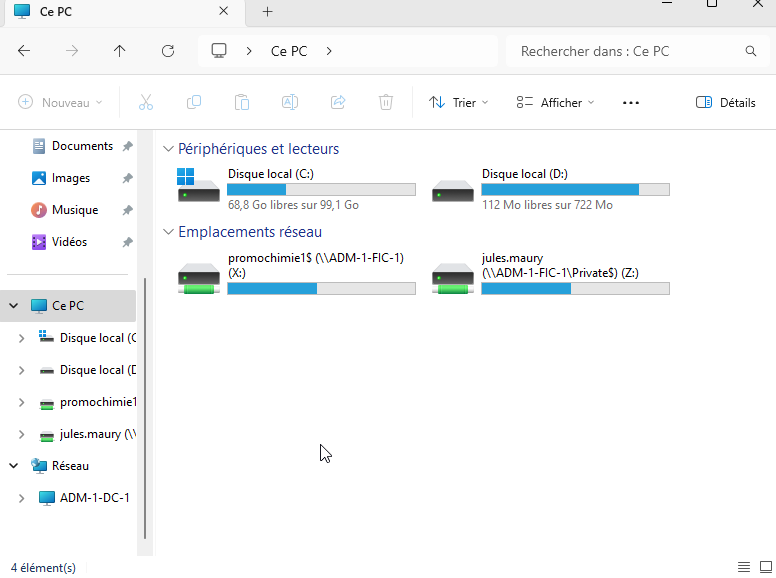 Ce PC
Ce PC
Rechercher dans : Ce PC
Nouveau
Trier
Afficher
Détails
Documents
Images
Musique
Vidéos
Ce PC
Disque local (C
Disque local (D
promochimie1
jules.maury (\\
Réseau
ADM-1-DC-1
Périphériques et lecteurs
Disque local (C:)
68,8 Go libres sur 99,1 Go
Disque local (D:)
112 Mo libres sur 722 Mo
Emplacements réseau
promochimie1$ (\\ADM-1-FIC-1)
(X:)
jules.maury
(\\ADM-1-FIC-1\Private$) (Z:)
4 élément(s)